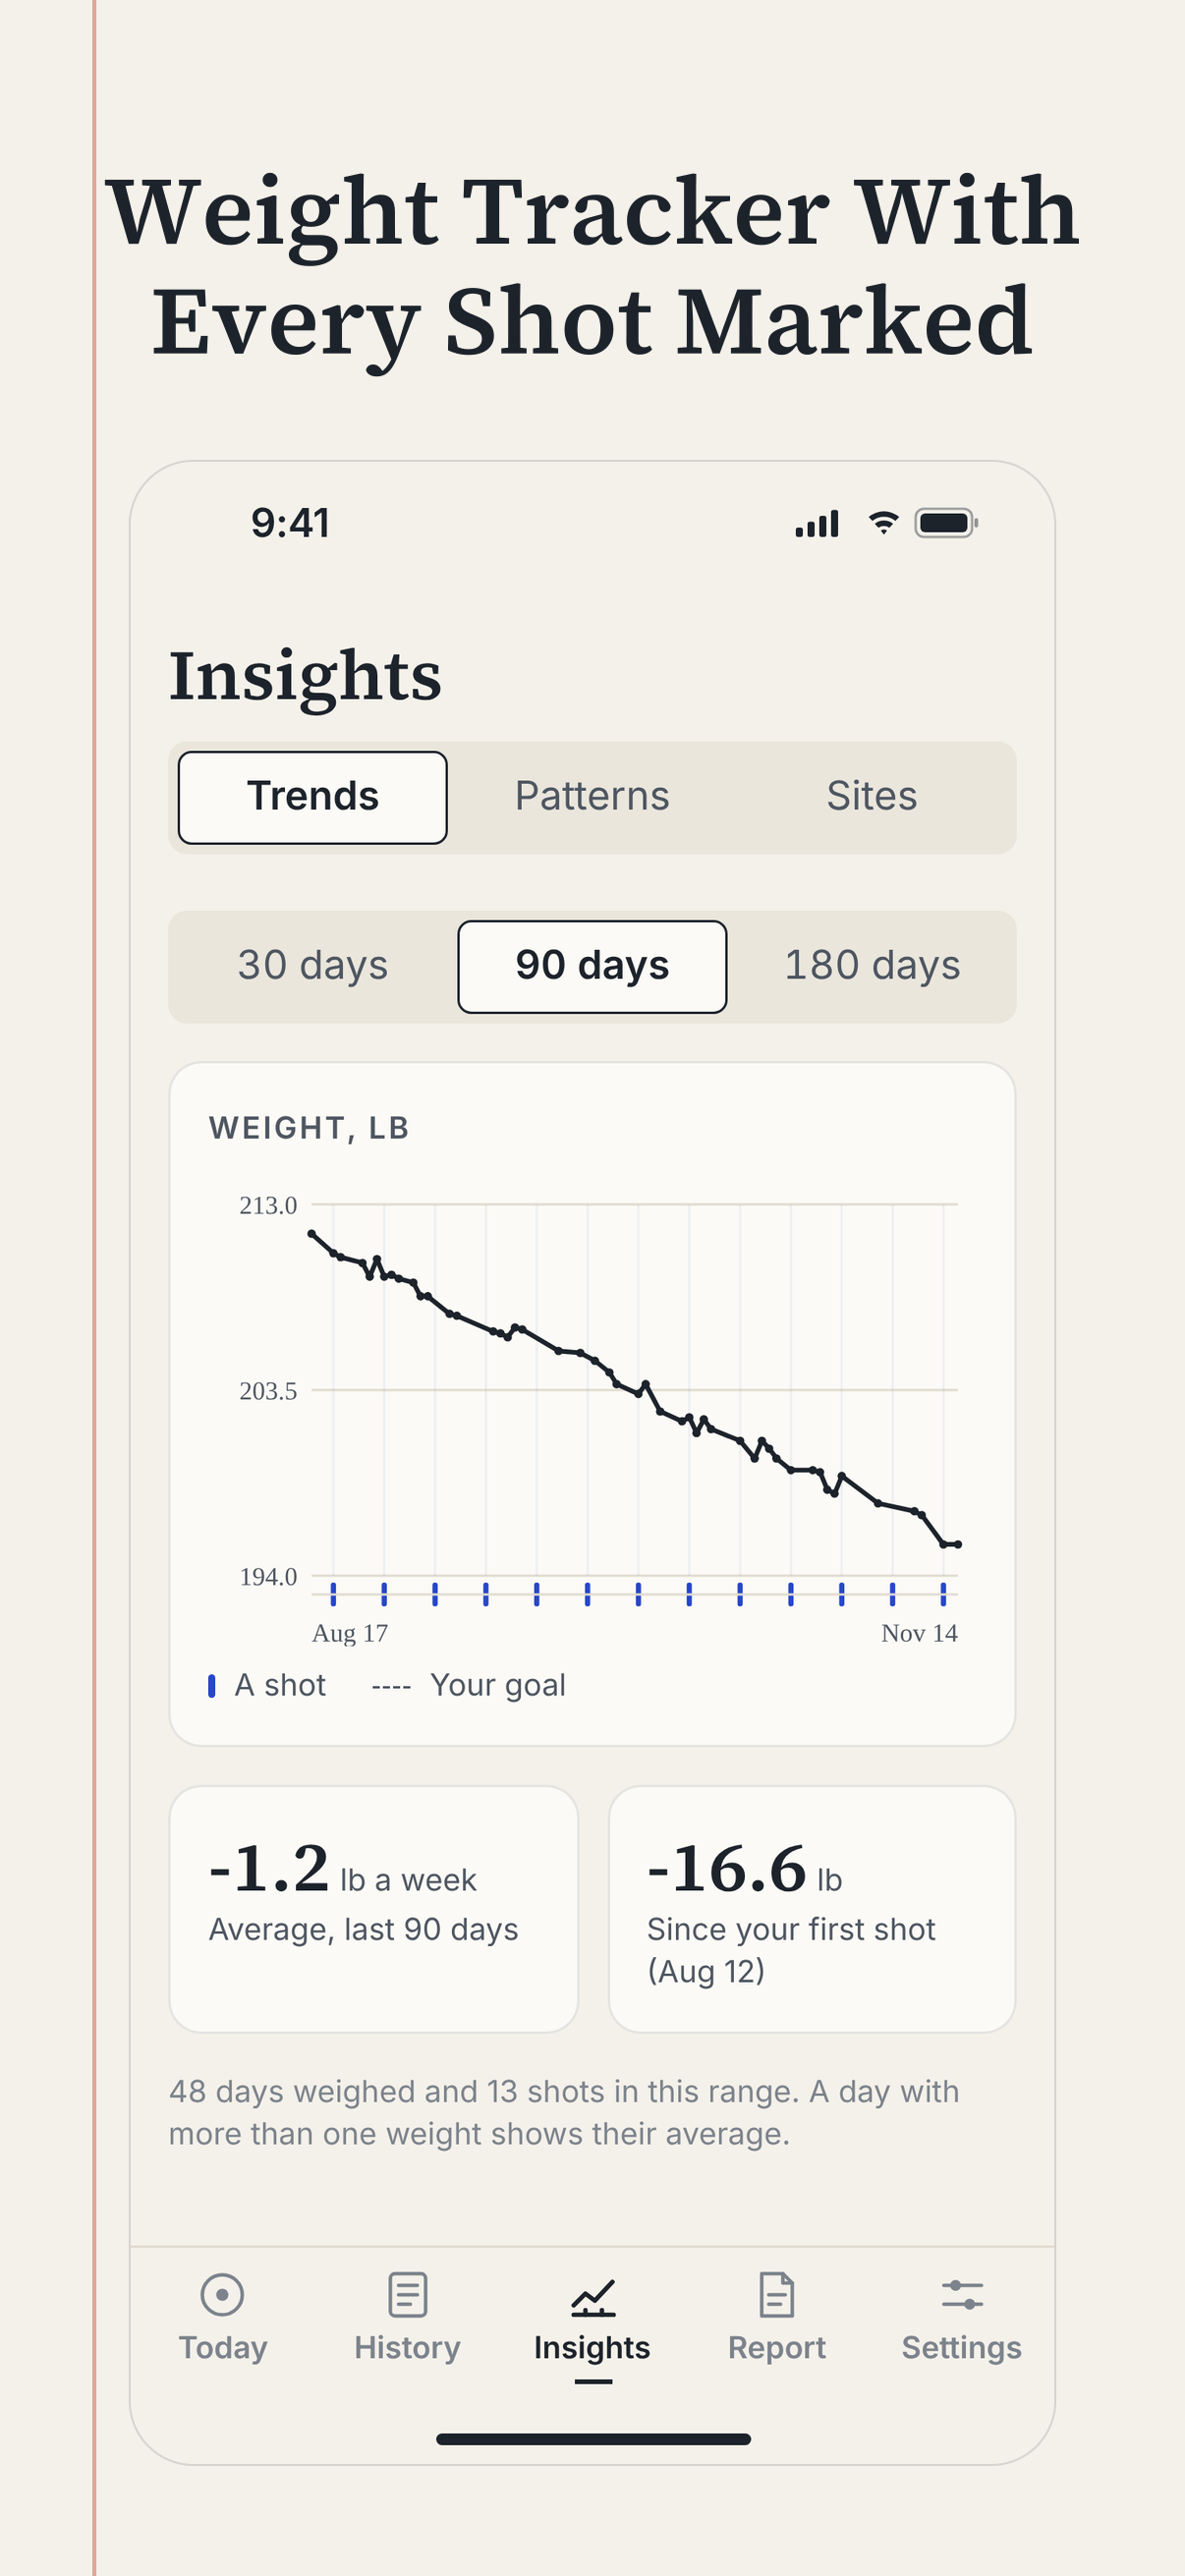 Weight Tracker With
Every Shot Marked
9:41
Insights
Trends Patterns Sites
30 days 90 days 180 days
WEIGHT, LB
213.0
203.5
194.0
Aug 17 Nov 14
A shot ---- Your goal
-1.2 lb a week
Average, last 90 days
-16.6 lb
Since your first shot
(Aug 12)
48 days weighed and 13 shots in this range. A day with
more than one weight shows their average.
Today History Insights Report Settings